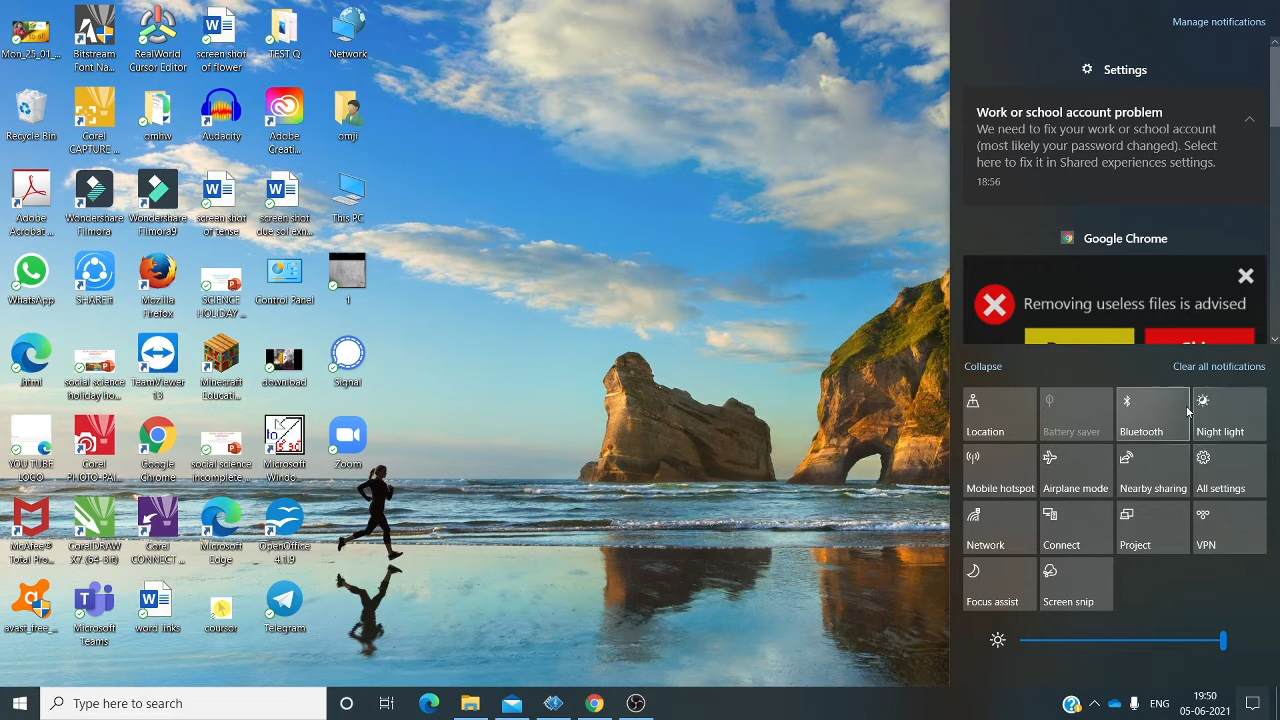 Manage notifications
Settings
Work or school account problem
We need to fix your work or school account
(most likely your password changed). Select
here to fix it in Shared experiences settings.
18:56
Google Chrome
Removing useless files is advised
Collapse
Clear all notifications
Location
Battery saver
Bluetooth
Night light
Mobile hotspot
Airplane mode
Nearby sharing
All settings
Network
Connect
Project
VPN
Focus assist
Screen snip
Mon_25_01_...
Bitstream
Font Na...
RealWorld
Cursor Editor
screen shot
of flower
TEST Q
Network
Recycle Bin
Corel
CAPTURE ...
omhw
Audacity
Adobe
Creati...
omji
Adobe
Acrobat ...
Wondershare
Filmora
Wondershare
Filmora9
screen shot
of tense
screen shot
due sol exn...
This PC
WhatsApp
SHAREit
Mozilla
Firefox
SCIENCE
HOLIDAY ...
Control Panel
1
.html
social science
holiday ho...
TeamViewer
13
Minecraft
Educati...
download
Signal
YOU TUBE
LOGO
Corel
PHOTO-PAI...
Google
Chrome
social science
incomplete ...
Microsoft
Windo...
Zoom
McAfee®
Total Pro...
CorelDRAW
X7 (64-Bit)
Corel
CONNECT ...
Microsoft
Edge
OpenOffice
4.1.9
avast_free_...
Microsoft
Teams
word links
coursor
Telegram
Type here to search
ENG
19:50
05-06-2021